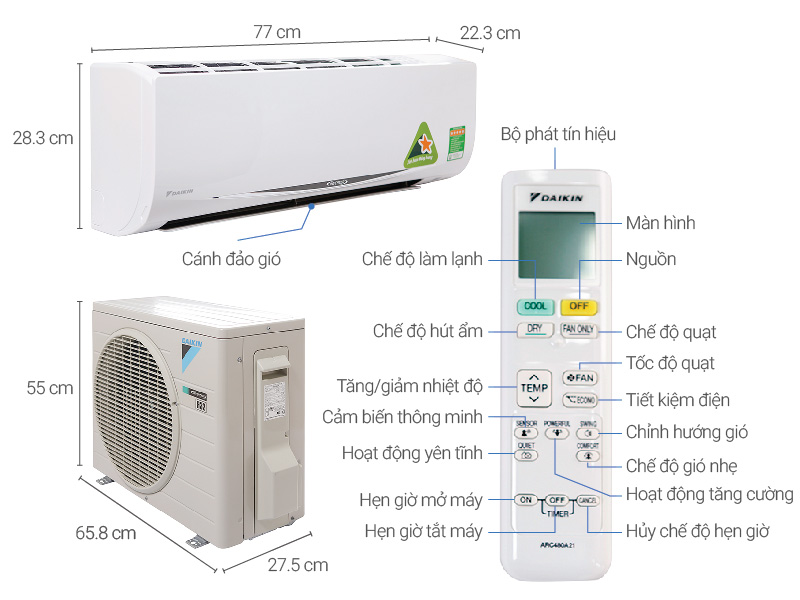 77 cm
22.3 cm
28.3 cm
DAIKIN
Cánh đảo gió
DAIKIN
R32
55 cm
65.8 cm
27.5 cm
Bộ phát tín hiệu
DAIKIN
Màn hình
Chế độ làm lạnh
Nguồn
COOL
OFF
Chế độ hút ẩm
DRY
FAN ONLY
Chế độ quạt
Tốc độ quạt
Tăng/giảm nhiệt độ
TEMP
FAN
ECONO
Tiết kiệm điện
Cảm biến thông minh
SENSOR
POWERFUL
SWING
Chỉnh hướng gió
Hoạt động yên tĩnh
QUIET
COMFORT
Chế độ gió nhẹ
Hoạt động tăng cường
Hẹn giờ mở máy
ON
OFF
CANCEL
TIMER
Hẹn giờ tắt máy
Hủy chế độ hẹn giờ
ARC480A21